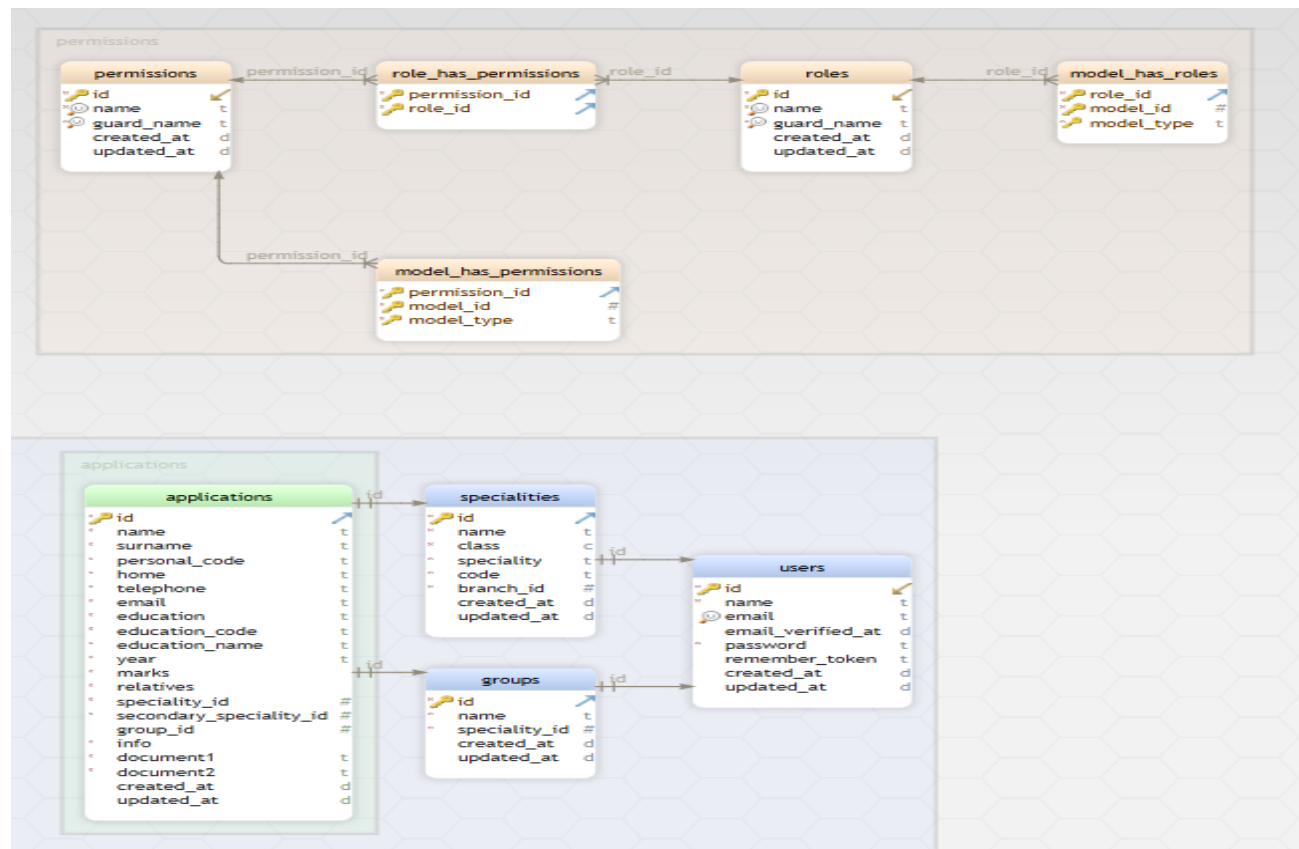 permissions
permissions
id
name t
guard_name t
created_at d
updated_at d
permission_id
role_has_permissions
permission_id
role_id
role_id
roles
id
name t
guard_name t
created_at d
updated_at d
role_id
model_has_roles
role_id
model_id #
model_type t
permission_id
model_has_permissions
permission_id
model_id #
model_type t
applications
applications
id
name t
surname t
personal_code t
home t
telephone t
email t
education t
education_code t
education_name t
year t
marks
relatives
speciality_id #
secondary_speciality_id #
group_id #
info
document1 t
document2 t
created_at d
updated_at d
id
id
specialities
id
name t
class c
speciality t
code t
branch_id #
created_at d
updated_at d
id
groups
id
name t
speciality_id #
created_at d
updated_at d
id
users
id
name t
email t
email_verified_at d
password t
remember_token t
created_at d
updated_at d